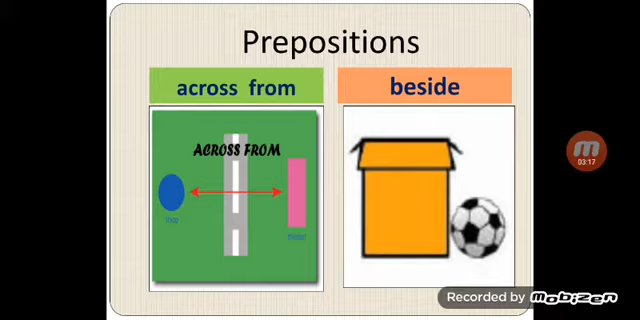 Prepositions
across from
beside
ACROSS FROM
03:17
Recorded by mobizen